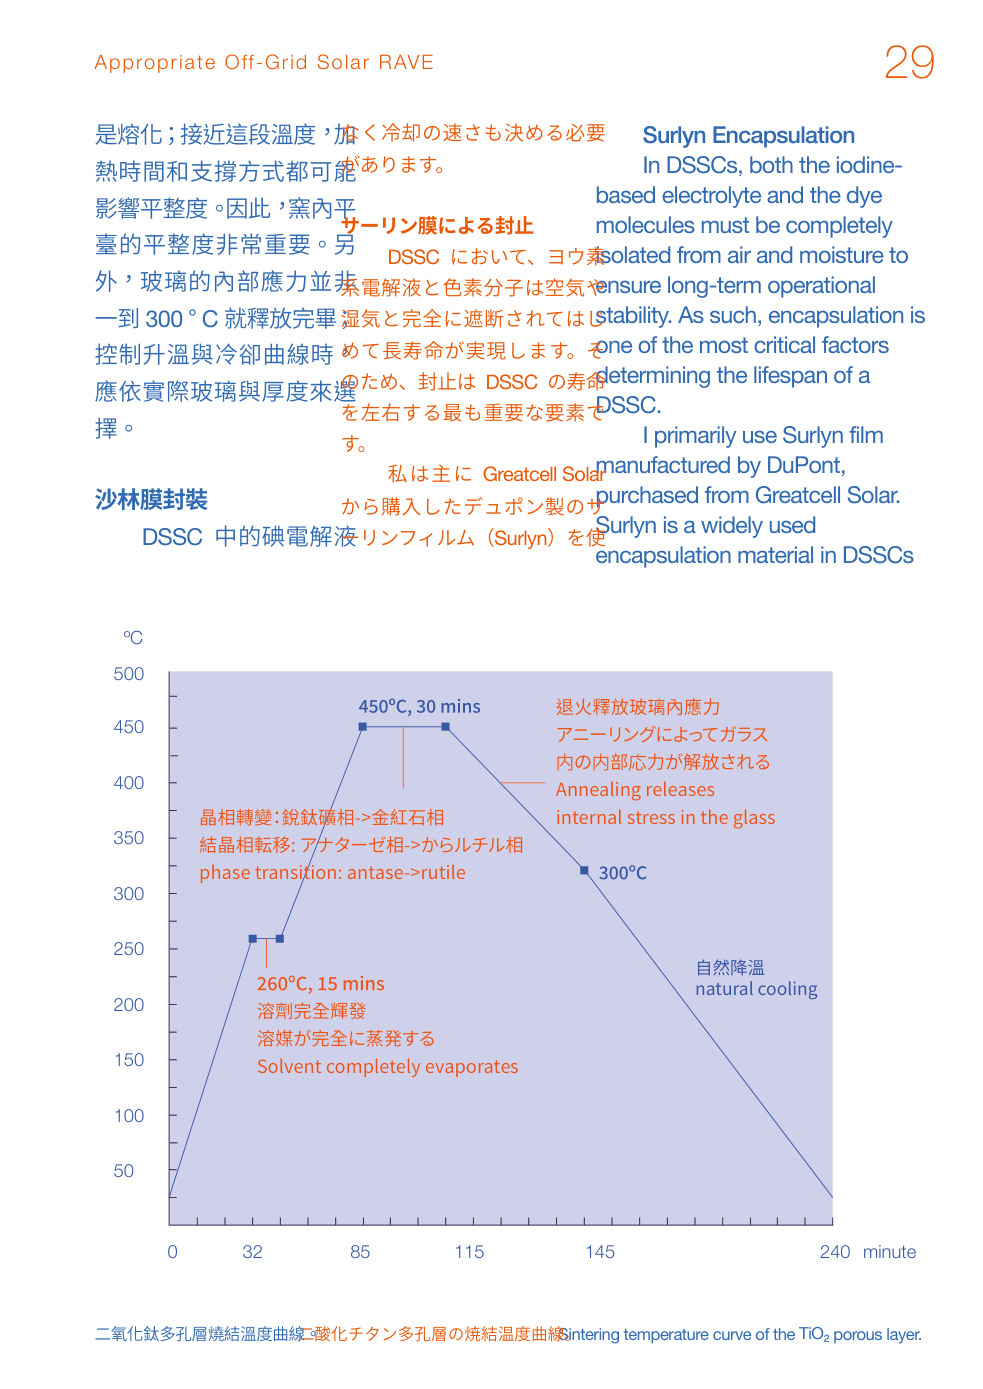 Appropriate Off-Grid Solar RAVE
29
是熔化；接近這段溫度，加
熱時間和支撐方式都可能
影響平整度。因此，窯內平
臺的平整度非常重要。另
外，玻璃的內部應力並非
一到 300 ° C 就釋放完畢；
控制升溫與冷卻曲線時，
應依實際玻璃與厚度來選
擇。
沙林膜封裝
DSSC 中的碘電解液
なく冷却の速さも決める必要
があります。
サーリン膜による封止
DSSC において、ヨウ素
系電解液と色素分子は空気や
湿気と完全に遮断されてはじ
めて長寿命が実現します。そ
のため、封止は DSSC の寿命
を左右する最も重要な要素で
す。
私は主に Greatcell Solar
から購入したデュポン製のサ
ーリンフィルム（Surlyn）を使
Surlyn Encapsulation
In DSSCs, both the iodine-
based electrolyte and the dye
molecules must be completely
isolated from air and moisture to
ensure long-term operational
stability. As such, encapsulation is
one of the most critical factors
determining the lifespan of a
DSSC.
I primarily use Surlyn film
manufactured by DuPont,
purchased from Greatcell Solar.
Surlyn is a widely used
encapsulation material in DSSCs
ºC
500
450
400
350
300
250
200
150
100
50
450ºC, 30 mins
退火釋放玻璃內應力
アニーリングによってガラス
内の内部応力が解放される
Annealing releases
internal stress in the glass
晶相轉變：銳鈦礦相->金紅石相
結晶相転移: アナターゼ相->からルチル相
phase transition: antase->rutile
300ºC
260ºC, 15 mins
溶劑完全輝發
溶媒が完全に蒸発する
Solvent completely evaporates
自然降溫
natural cooling
0 32 85 115 145 240 minute
二氧化鈦多孔層燒結溫度曲線。
二酸化チタン多孔層の焼結温度曲線。
Sintering temperature curve of the TiO₂ porous layer.